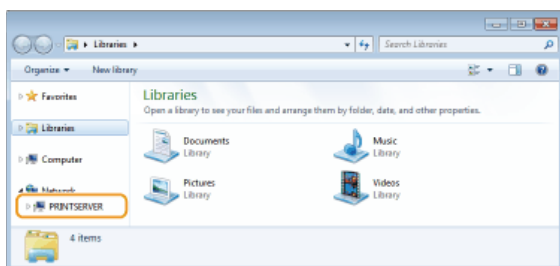 Libraries
Search Libraries
Organize
New library
Favorites
Libraries
Computer
Network
PRINTSERVER
Libraries
Open a library to see your files and arrange them by folder, date, and other properties.
Documents
Library
Music
Library
Pictures
Library
Videos
Library
4 items